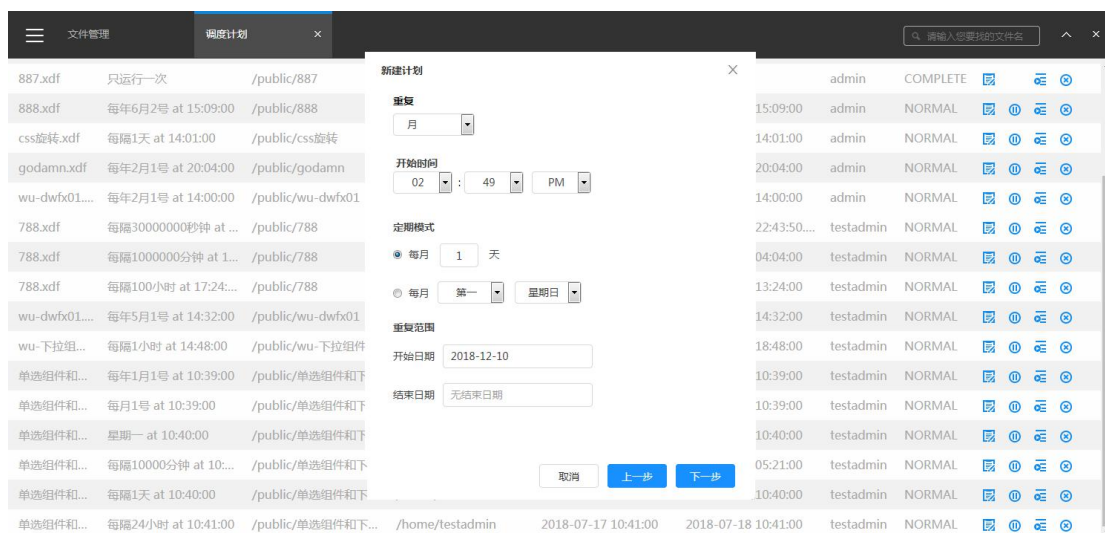 文件管理 调度计划 × 请输入您要找的文件名
887.xdf 只运行一次 /public/887 admin COMPLETE
888.xdf 每年6月2号 at 15:09:00 /public/888 15:09:00 admin NORMAL
css旋转.xdf 每隔1天 at 14:01:00 /public/css旋转 14:01:00 admin NORMAL
godamn.xdf 每年2月1号 at 20:04:00 /public/godamn 20:04:00 admin NORMAL
wu-dwfx01.... 每年2月1号 at 14:00:00 /public/wu-dwfx01 14:00:00 admin NORMAL
788.xdf 每隔30000000秒钟 at ... /public/788 22:43:50.... testadmin NORMAL
788.xdf 每隔1000000分钟 at 1... /public/788 04:04:00 testadmin NORMAL
788.xdf 每隔100小时 at 17:24:... /public/788 13:24:00 testadmin NORMAL
wu-dwfx01.... 每年5月1号 at 14:32:00 /public/wu-dwfx01 14:32:00 testadmin NORMAL
wu-下拉组... 每隔1小时 at 14:48:00 /public/wu-下拉组件 18:48:00 testadmin NORMAL
单选组件和... 每年1月1号 at 10:39:00 /public/单选组件和下 10:39:00 testadmin NORMAL
单选组件和... 每月1号 at 10:39:00 /public/单选组件和下 10:39:00 testadmin NORMAL
单选组件和... 星期一 at 10:40:00 /public/单选组件和下 10:40:00 testadmin NORMAL
单选组件和... 每隔10000分钟 at 10:... /public/单选组件和下 05:21:00 testadmin NORMAL
单选组件和... 每隔1天 at 10:40:00 /public/单选组件和下 10:40:00 testadmin NORMAL
单选组件和... 每隔24小时 at 10:41:00 /public/单选组件和下... /home/testadmin 2018-07-17 10:41:00 2018-07-18 10:41:00 testadmin NORMAL
新建计划
重复
月
开始时间
02 : 49 PM
定期模式
每月 1 天
每月 第一 星期日
重复范围
开始日期 2018-12-10
结束日期 无结束日期
取消 上一步 下一步